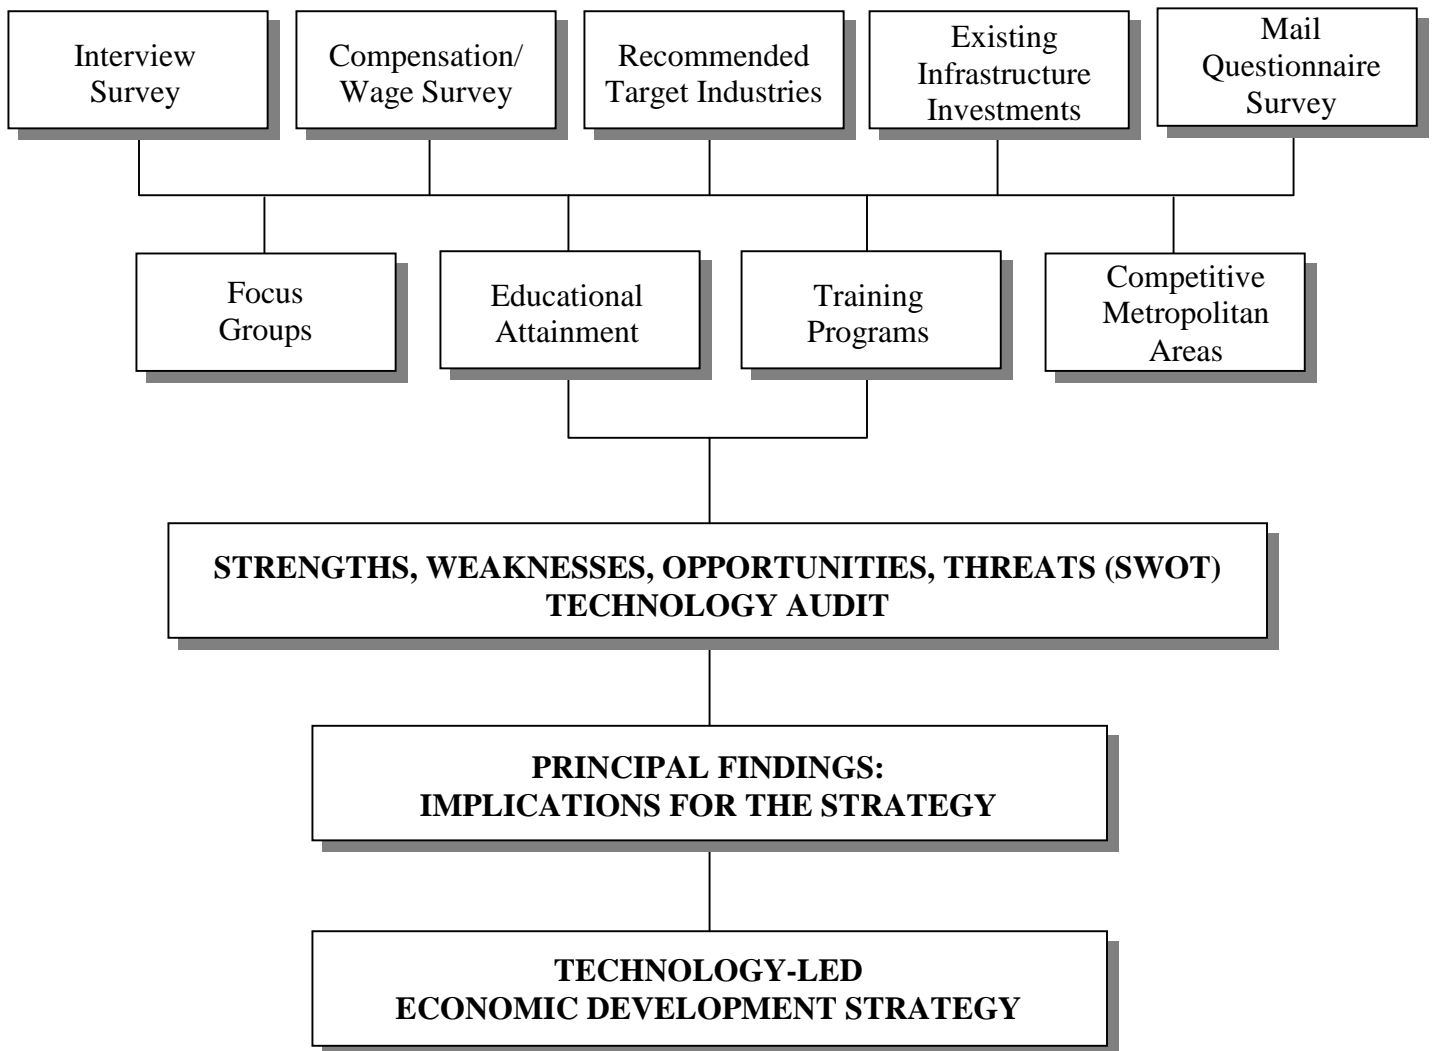 Interview
Survey
Compensation/
Wage Survey
Recommended
Target Industries
Existing
Infrastructure
Investments
Mail
Questionnaire
Survey
Focus
Groups
Educational
Attainment
Training
Programs
Competitive
Metropolitan
Areas
STRENGTHS, WEAKNESSES, OPPORTUNITIES, THREATS (SWOT)
TECHNOLOGY AUDIT
PRINCIPAL FINDINGS:
IMPLICATIONS FOR THE STRATEGY
TECHNOLOGY-LED
ECONOMIC DEVELOPMENT STRATEGY